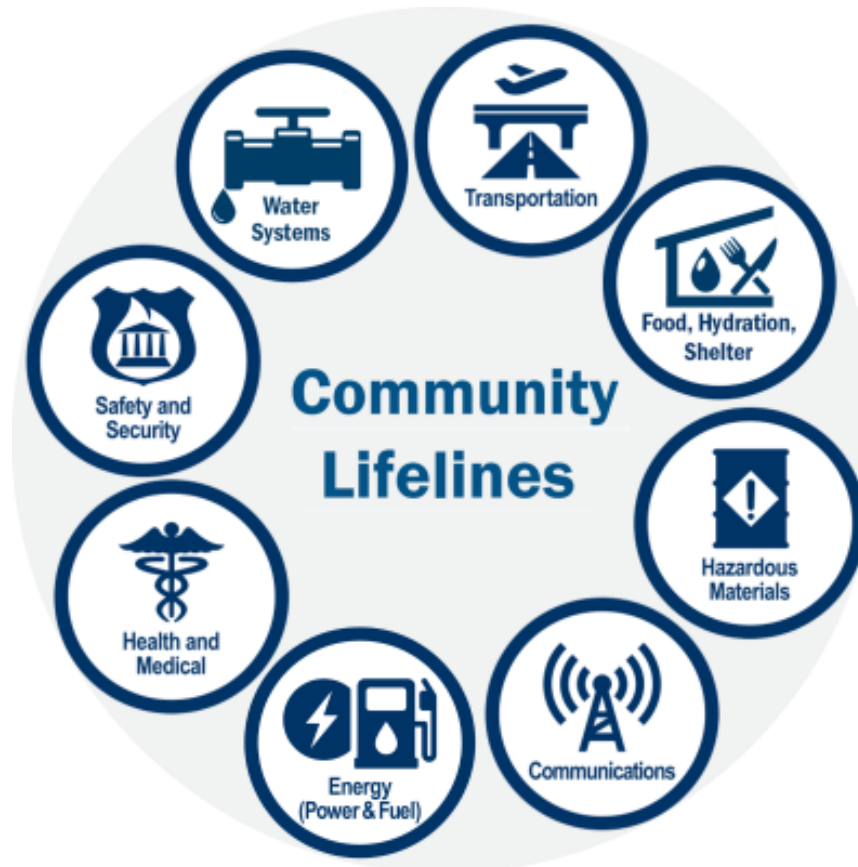 Community
Lifelines
Transportation
Food, Hydration,
Shelter
Hazardous
Materials
Communications
Energy
(Power & Fuel)
Health and
Medical
Safety and
Security
Water
Systems